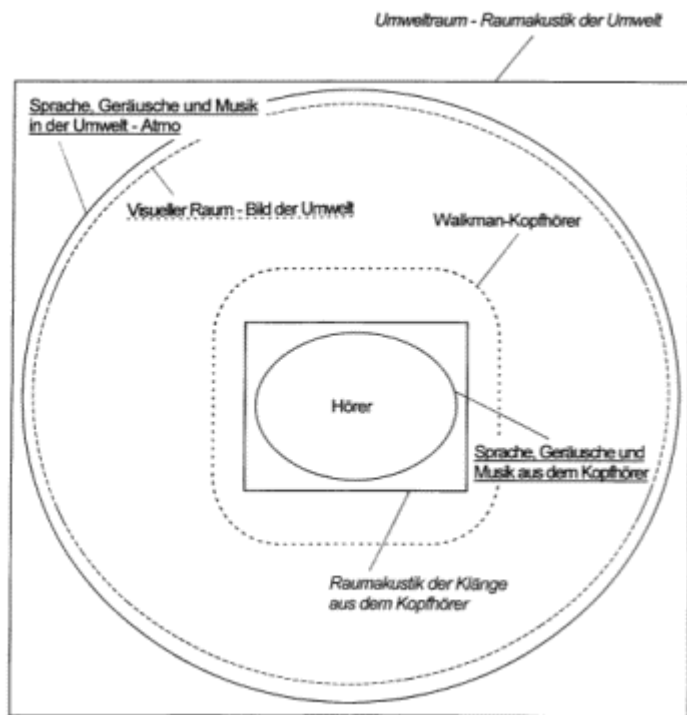 Umweltraum - Raumakustik der Umwelt
Sprache, Geräusche und Musik
in der Umwelt - Atmo
Visueller Raum - Bild der Umwelt
Walkman-Kopfhörer
Hörer
Sprache, Geräusche und
Musik aus dem Kopfhörer
Raumakustik der Klänge
aus dem Kopfhörer